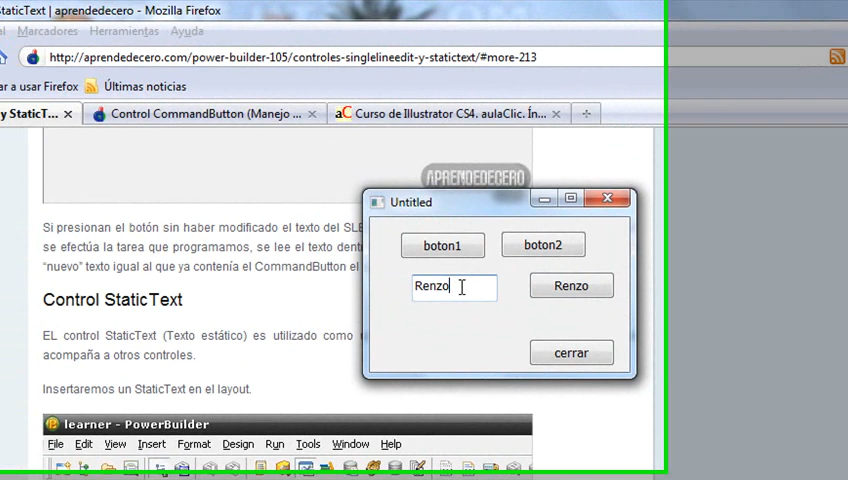 StaticText | aprendedecero - Mozilla Firefox
Marcadores Herramientas Ayuda
http://aprendedecero.com/power-builder-105/controles-singlelineedit-y-statictext/#more-213
ar a usar Firefox Últimas noticias
y StaticT... Control CommandButton (Manejo ... Curso de Illustrator CS4. aulaClic. Ín...
APRENDEDECERO
Untitled
Si presionan el botón sin haber modificado el texto del SLE
boton1 boton2
se efectúa la tarea que programamos, se lee el texto dent
“nuevo” texto igual al que ya contenía el CommandButton el
Renzo Renzo
Control StaticText
EL control StaticText (Texto estático) es utilizado como
acompaña a otros controles.
cerrar
Insertaremos un StaticText en el layout.
learner - PowerBuilder
File Edit View Insert Format Design Run Tools Window Help